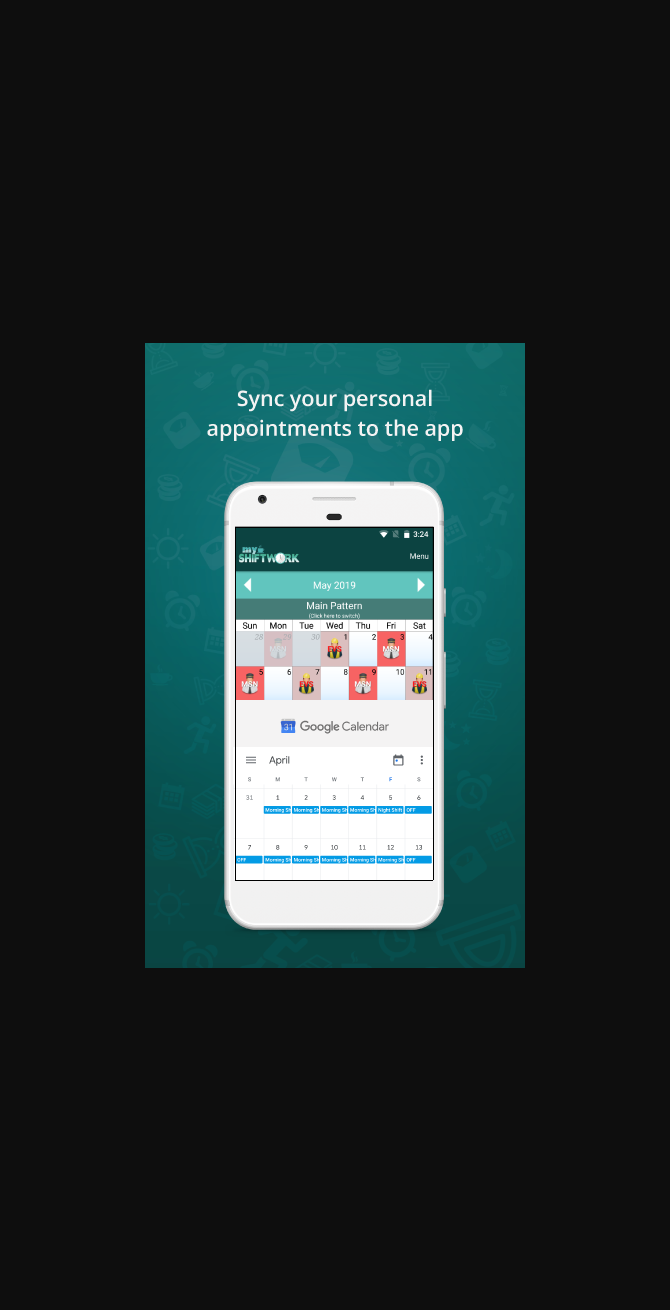 Sync your personal
appointments to the app
3:24
my
SHIFTWORK
Menu
May 2019
Main Pattern
(Click here to switch)
Sun Mon Tue Wed Thu Fri Sat
28 29 30 1 2 3 4
EVS
5 6 7 8 9 10 11
EVS EVS
31 Google Calendar
April
S M T W T F S
31 1 2 3 4 5 6
Morning Sh Morning Sh Morning Sh Morning Sh Night Shift OFF
7 8 9 10 11 12 13
OFF Morning Sh Morning Sh Morning Sh Morning Sh Morning Sh OFF